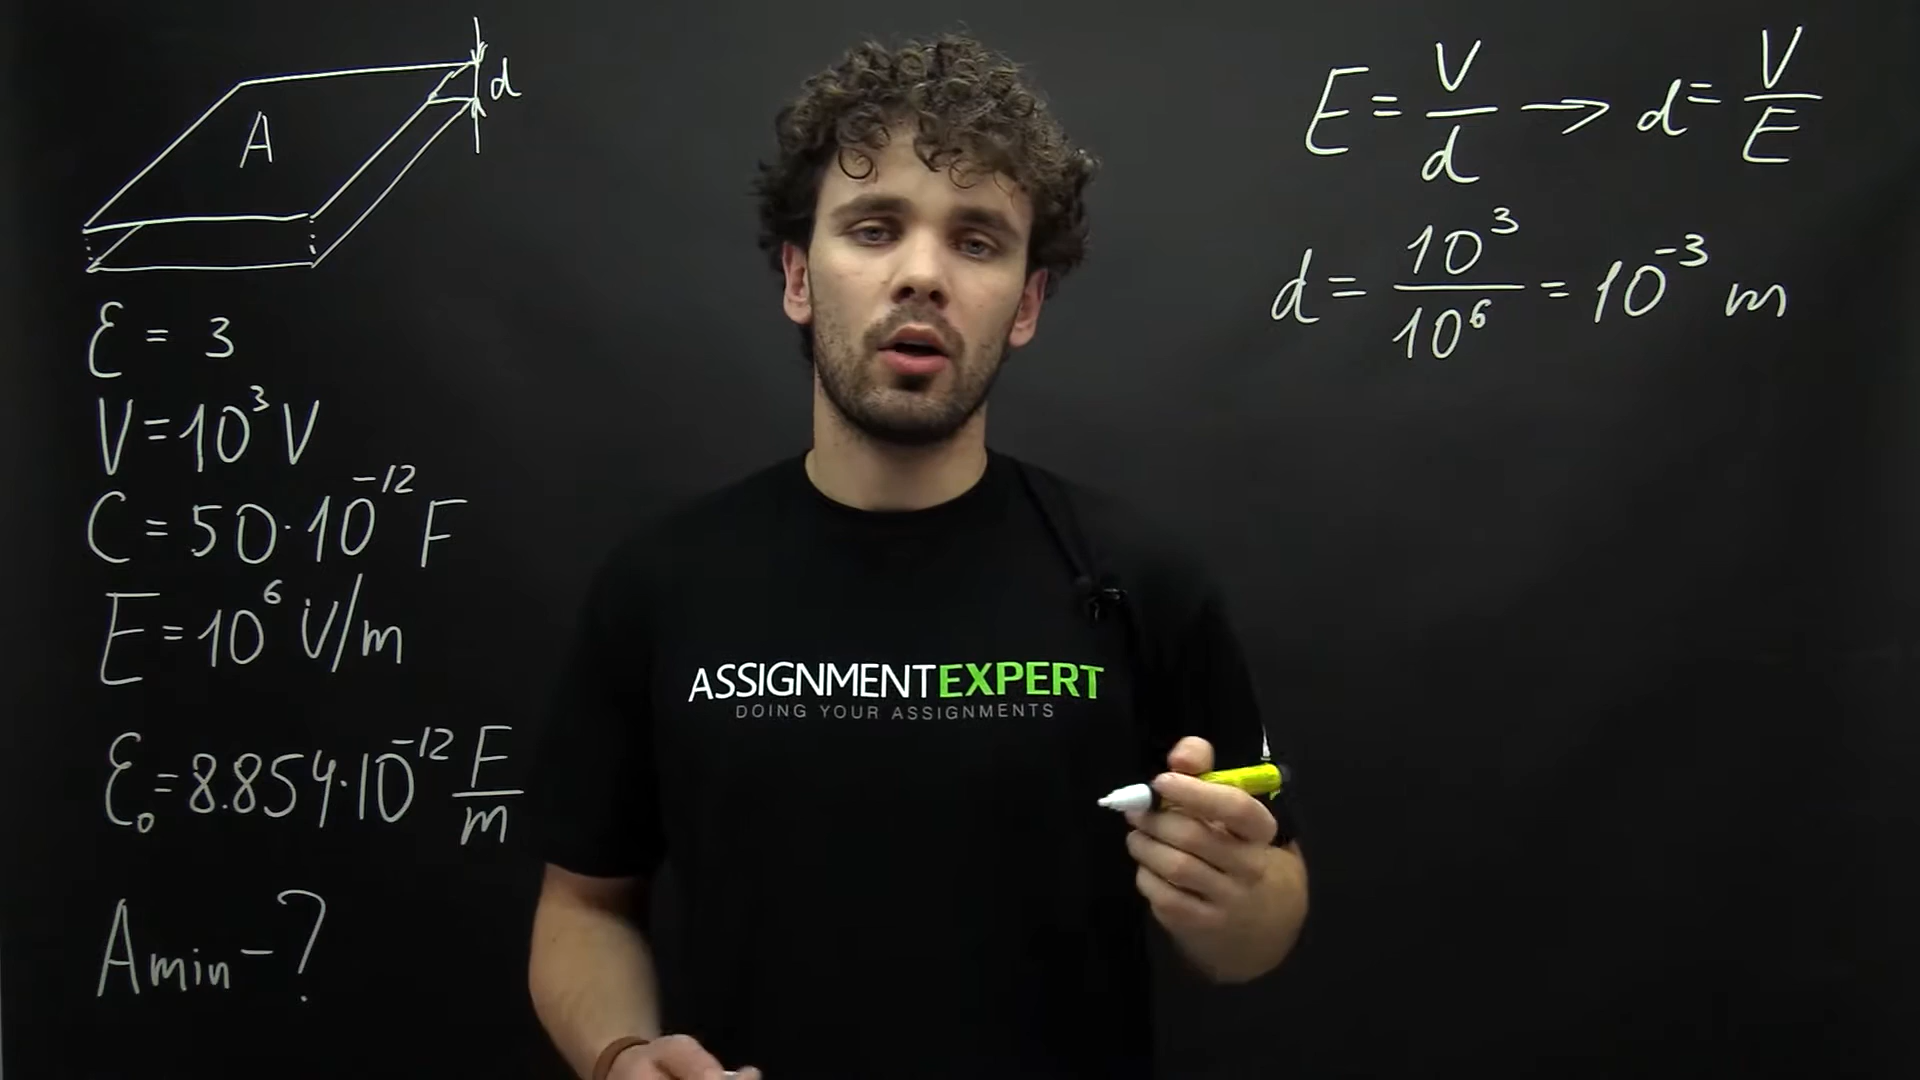 A
d
ε = 3
V = 10³ V
C = 50·10⁻¹² F
E = 10⁶ V/m
ε₀ = 8.854·10⁻¹² F/m
Amin - ?
E = V/d → d = V/E
d = 10³/10⁶ = 10⁻³ m
ASSIGNMENTEXPERT
DOING YOUR ASSIGNMENTS